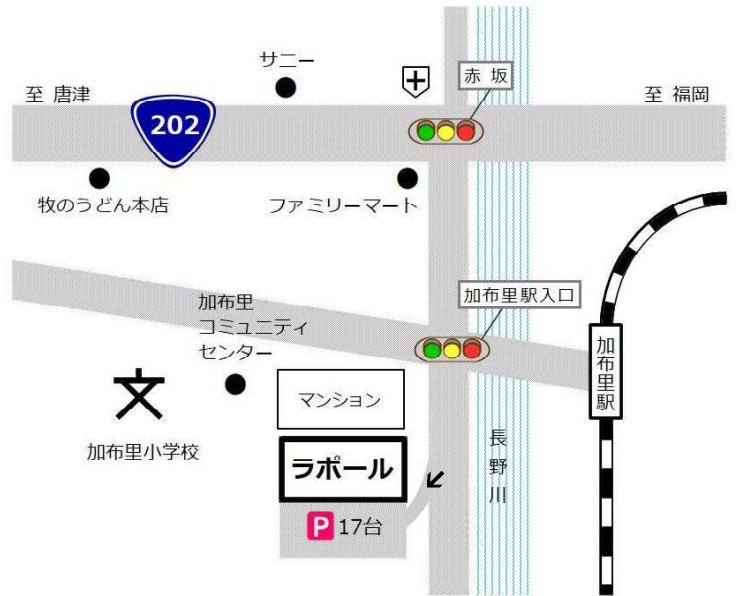 サニー
赤坂
至 唐津
至 福岡
202
牧のうどん本店
ファミリーマート
加布里駅入口
加布里
コミュニティ
センター
加布里駅
マンション
加布里小学校
ラポール
長野川
P 17台